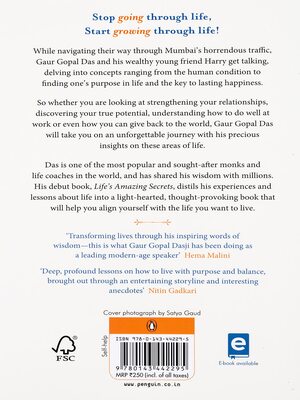 Stop going through life,
Start growing through life!
While navigating their way through Mumbai's horrendous traffic,
Gaur Gopal Das and his wealthy young friend Harry get talking,
delving into concepts ranging from the human condition to
finding one's purpose in life and the key to lasting happiness.
So whether you are looking at strengthening your relationships,
discovering your true potential, understanding how to do well at
work or even how you can give back to the world, Gaur Gopal Das
will take you on an unforgettable journey with his precious
insights on these areas of life.
Das is one of the most popular and sought-after monks and
life coaches in the world, and has shared his wisdom with millions.
His debut book, Life's Amazing Secrets, distils his experiences and
lessons about life into a light-hearted, thought-provoking book that
will help you align yourself with the life you want to live.
'Transforming lives through his inspiring words of
wisdom—this is what Gaur Gopal Dasji has been doing as
a leading modern-age speaker' Hema Malini
'Deep, profound lessons on how to live with purpose and balance,
brought out through an entertaining storyline and interesting
anecdotes' Nitin Gadkari
Cover photograph by Satya Gaud
FSC
Self-help
ISBN 978-0-143-44229-5
9 780143 442295
MRP ₹250 (incl. of all taxes)
www.penguin.co.in
e
E-book available